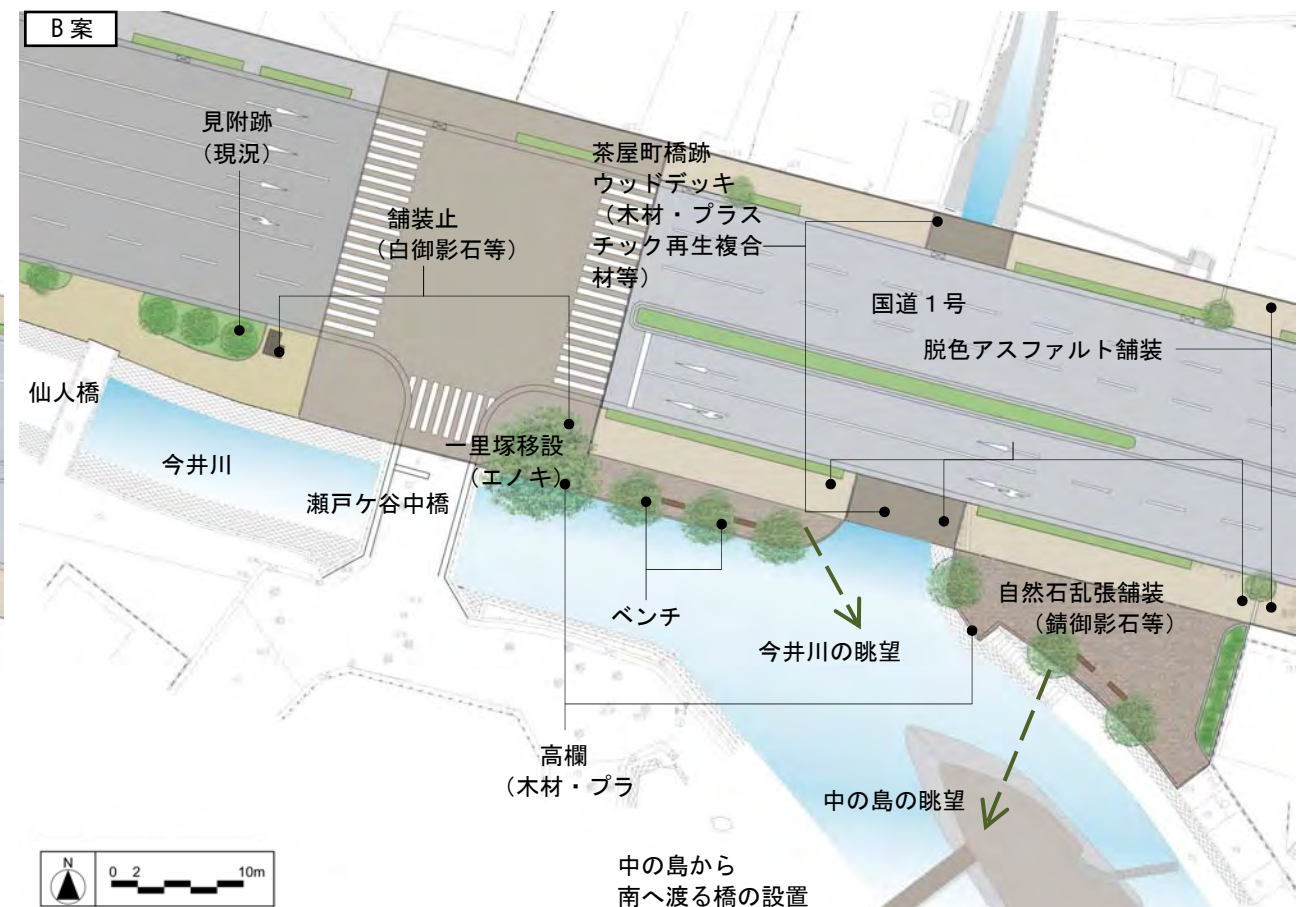 B案
見附跡
（現況）
舗装止
（白御影石等）
茶屋町橋跡
ウッドデッキ
（木材・プラス
チック再生複合
材等）
国道１号
脱色アスファルト舗装
仙人橋
今井川
瀬戸ケ谷中橋
一里塚移設
（エノキ）
ベンチ
今井川の眺望
自然石乱張舗装
（錆御影石等）
高欄
（木材・プラ
中の島の眺望
中の島から
南へ渡る橋の設置
N
0 2 10m